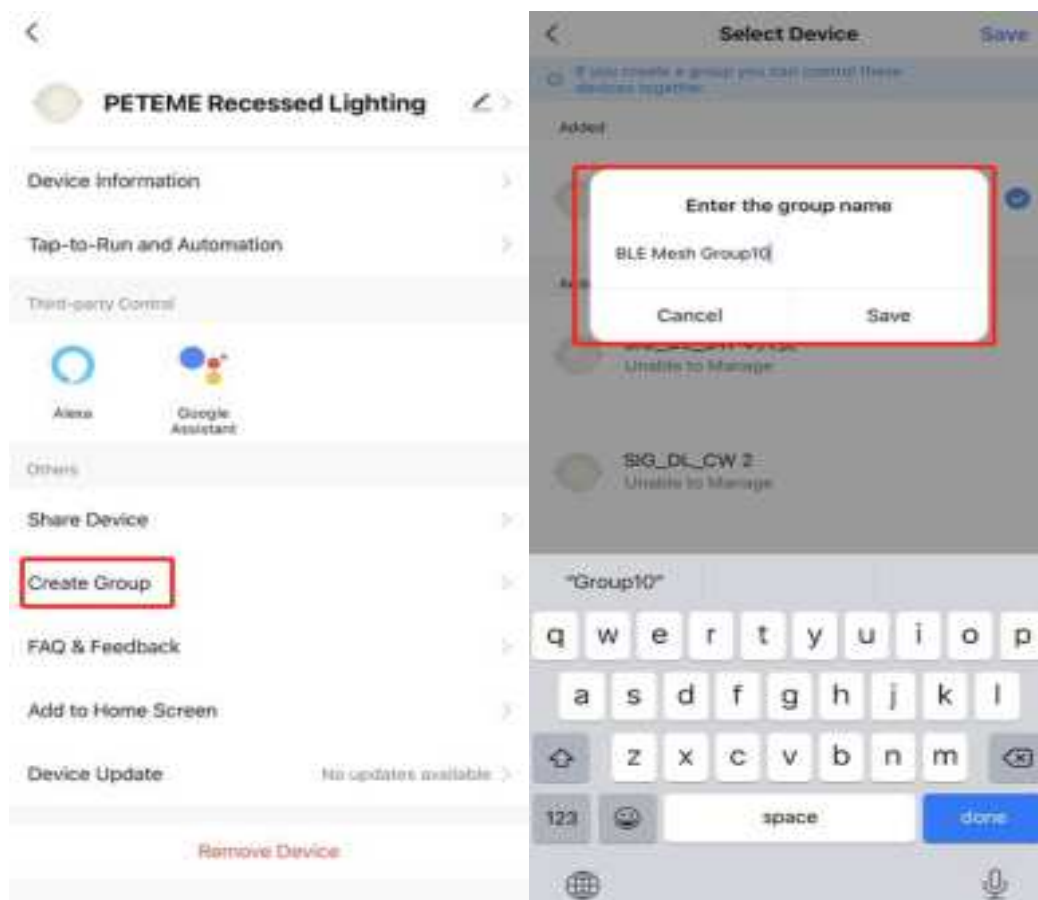 PETEME Recessed Lighting
Device Information
Tap-to-Run and Automation
Third-party Control
Alexa
Google
Assistant
Others
Share Device
Create Group
FAQ & Feedback
Add to Home Screen
Device Update
No updates available
Remove Device
Select Device
Save
If you create a group you can control these
devices together
Added
Enter the group name
BLE Mesh Group10
Cancel
Save
Unable to Manage
SIG_DL_CW 2
Unable to Manage
"Group10"
q w e r t y u i o p
a s d f g h j k l
z x c v b n m
123
space
done